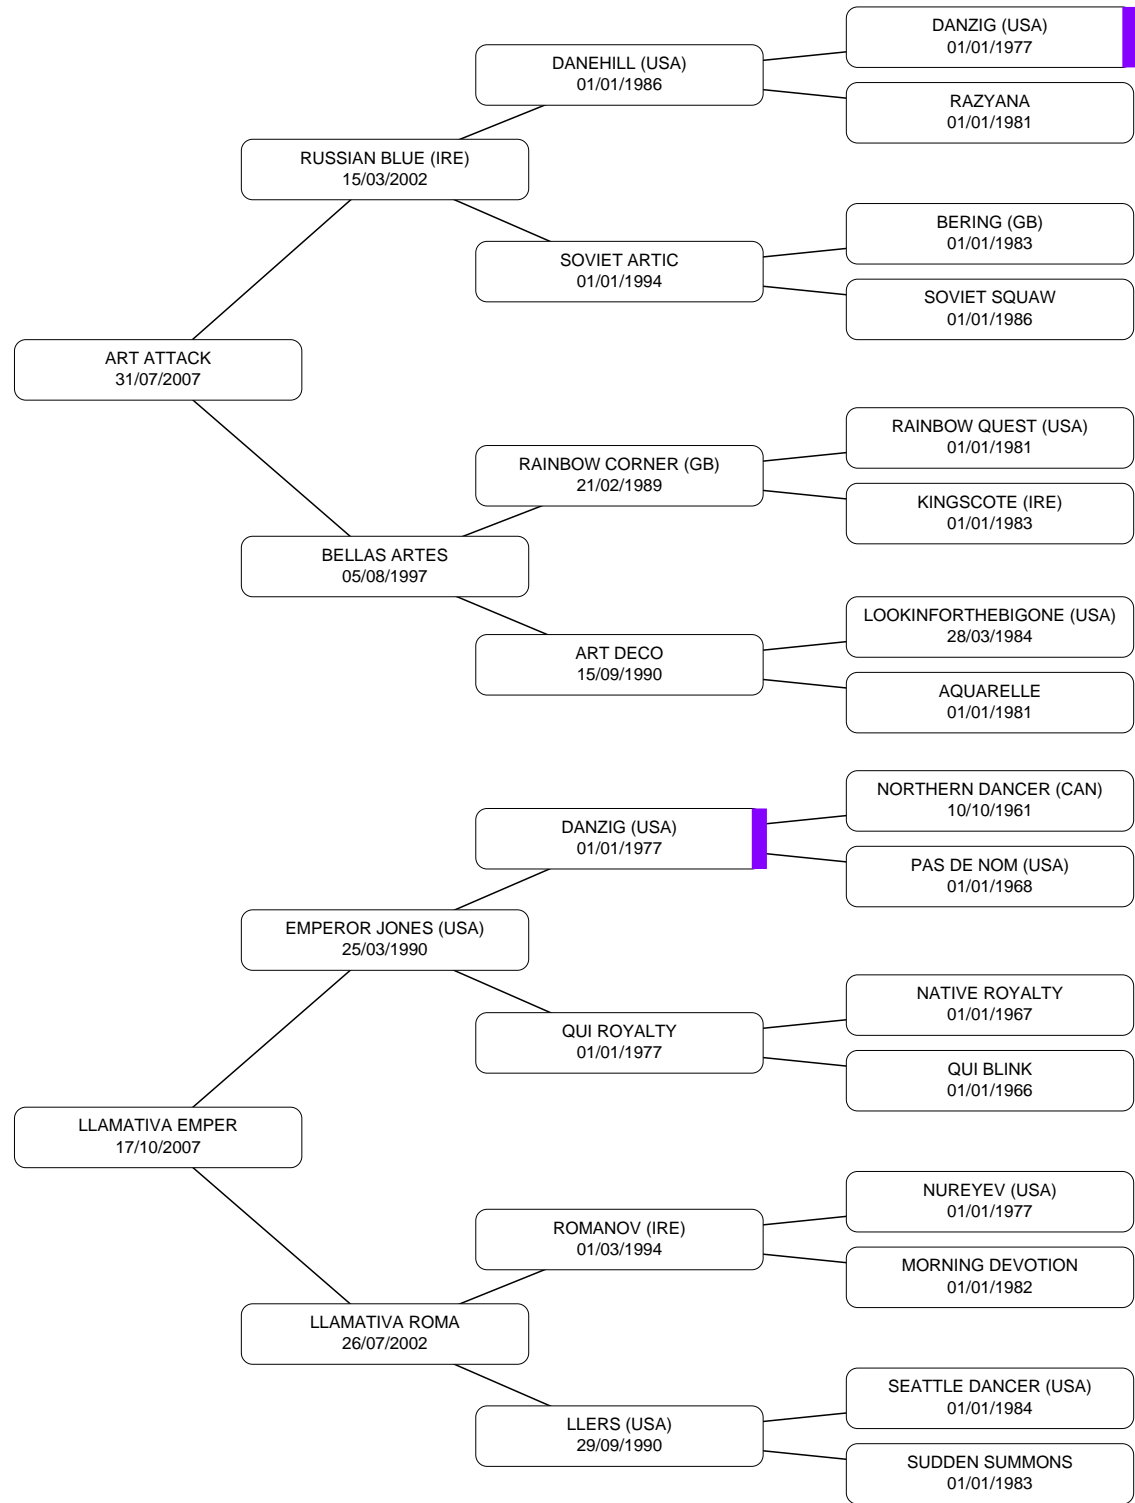 DANZIG (USA)
01/01/1977
DANEHILL (USA)
01/01/1986
RAZYANA
01/01/1981
RUSSIAN BLUE (IRE)
15/03/2002
BERING (GB)
01/01/1983
SOVIET ARTIC
01/01/1994
SOVIET SQUAW
01/01/1986
ART ATTACK
31/07/2007
RAINBOW QUEST (USA)
01/01/1981
RAINBOW CORNER (GB)
21/02/1989
KINGSCOTE (IRE)
01/01/1983
BELLAS ARTES
05/08/1997
LOOKINFORTHEBIGONE (USA)
28/03/1984
ART DECO
15/09/1990
AQUARELLE
01/01/1981
NORTHERN DANCER (CAN)
10/10/1961
DANZIG (USA)
01/01/1977
PAS DE NOM (USA)
01/01/1968
EMPEROR JONES (USA)
25/03/1990
NATIVE ROYALTY
01/01/1967
QUI ROYALTY
01/01/1977
QUI BLINK
01/01/1966
LLAMATIVA EMPER
17/10/2007
NUREYEV (USA)
01/01/1977
ROMANOV (IRE)
01/03/1994
MORNING DEVOTION
01/01/1982
LLAMATIVA ROMA
26/07/2002
SEATTLE DANCER (USA)
01/01/1984
LLERS (USA)
29/09/1990
SUDDEN SUMMONS
01/01/1983